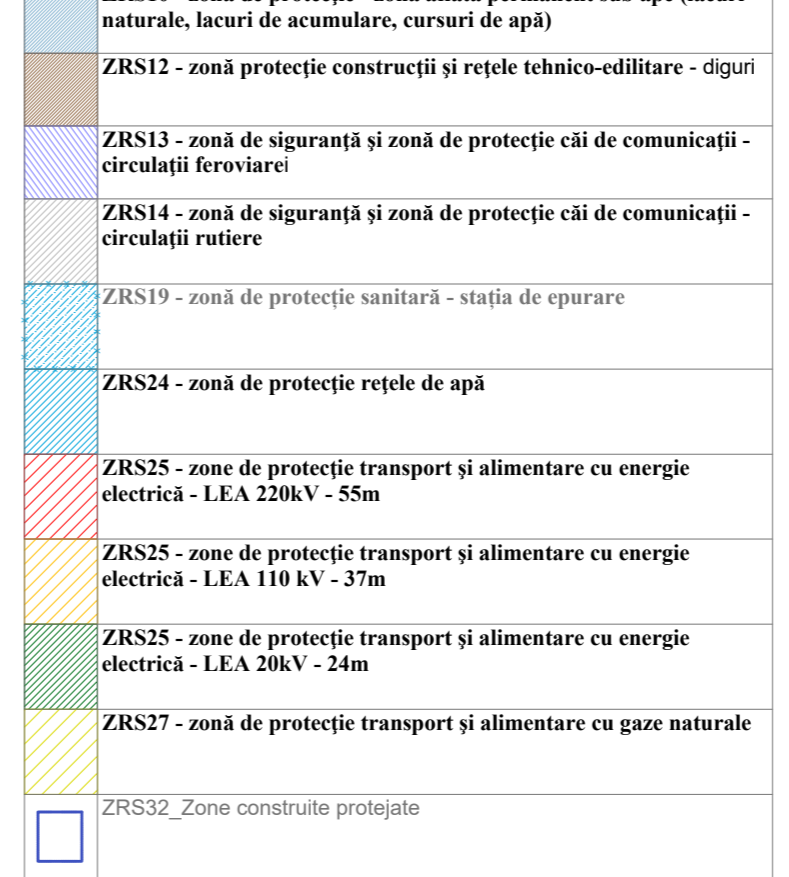 naturale, lacuri de acumulare, cursuri de apă)
ZRS12 - zonă protecţie construcţii şi reţele tehnico-edilitare - diguri
ZRS13 - zonă de siguranţă şi zonă de protecţie căi de comunicaţii -
circulaţii feroviarei
ZRS14 - zonă de siguranţă şi zonă de protecţie căi de comunicaţii -
circulaţii rutiere
ZRS19 - zonă de protecție sanitară - stația de epurare
ZRS24 - zonă de protecţie reţele de apă
ZRS25 - zone de protecţie transport şi alimentare cu energie
electrică - LEA 220kV - 55m
ZRS25 - zone de protecţie transport şi alimentare cu energie
electrică - LEA 110 kV - 37m
ZRS25 - zone de protecţie transport şi alimentare cu energie
electrică - LEA 20kV - 24m
ZRS27 - zonă de protecţie transport şi alimentare cu gaze naturale
ZRS32_Zone construite protejate